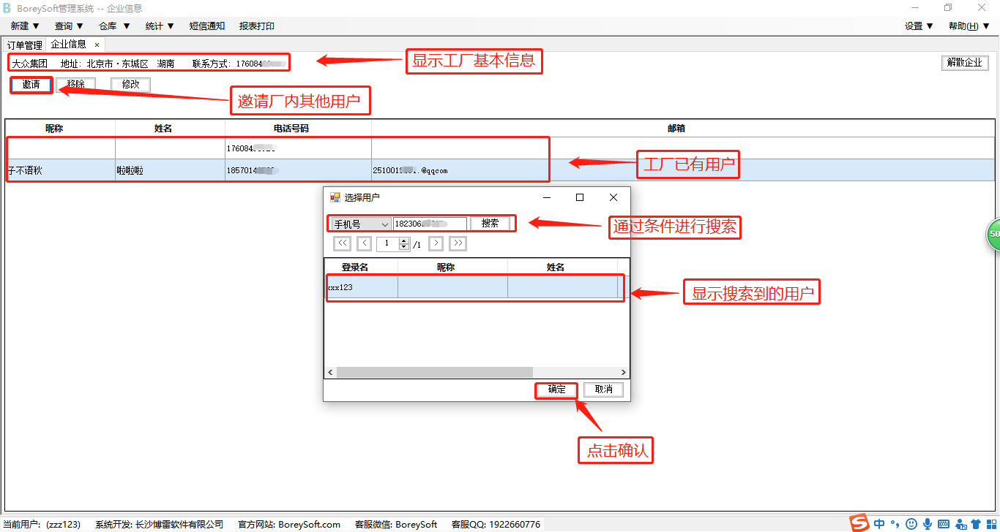 BoreySoft管理系统 -- 企业信息
新建 ▼ 查询 ▼ 仓库 ▼ 统计 ▼ 短信通知 报表打印 设置 ▼ 帮助(H) ▼
订单管理 企业信息 ×
大众集团 地址: 北京市·东城区 湖南 联系方式: 176084
显示工厂基本信息
解散企业
邀请 移除 修改
邀请厂内其他用户
昵称 姓名 电话号码 邮箱
176084
子不语秋 啦啦啦 1857014 2510019 .@qqcom
工厂已有用户
选择用户
手机号 182306 搜索
通过条件进行搜索
<< < 1 /1 > >>
登录名 昵称 姓名
xxx123
显示搜索到的用户
确定 取消
点击确认
50
当前用户: (zzz123) 系统开发: 长沙博雷软件有限公司 官方网站: BoreySoft.com 客服微信: BoreySoft 客服QQ: 1922660776
中